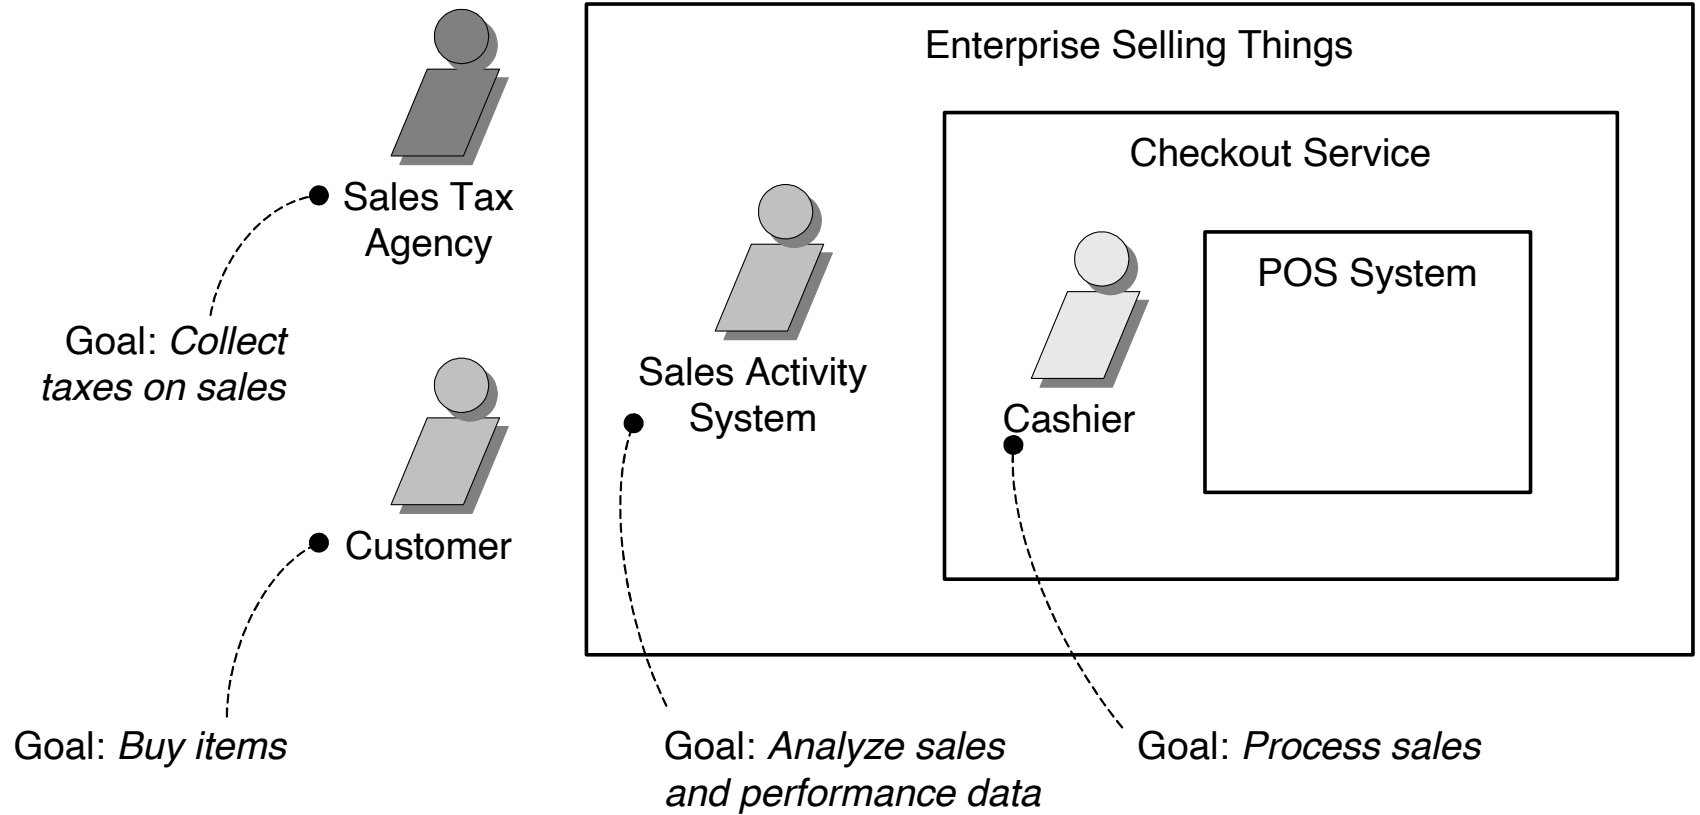 Enterprise Selling Things
Checkout Service
POS System
Sales Tax
Agency
Goal: Collect
taxes on sales
Customer
Goal: Buy items
Sales Activity
System
Goal: Analyze sales
and performance data
Cashier
Goal: Process sales